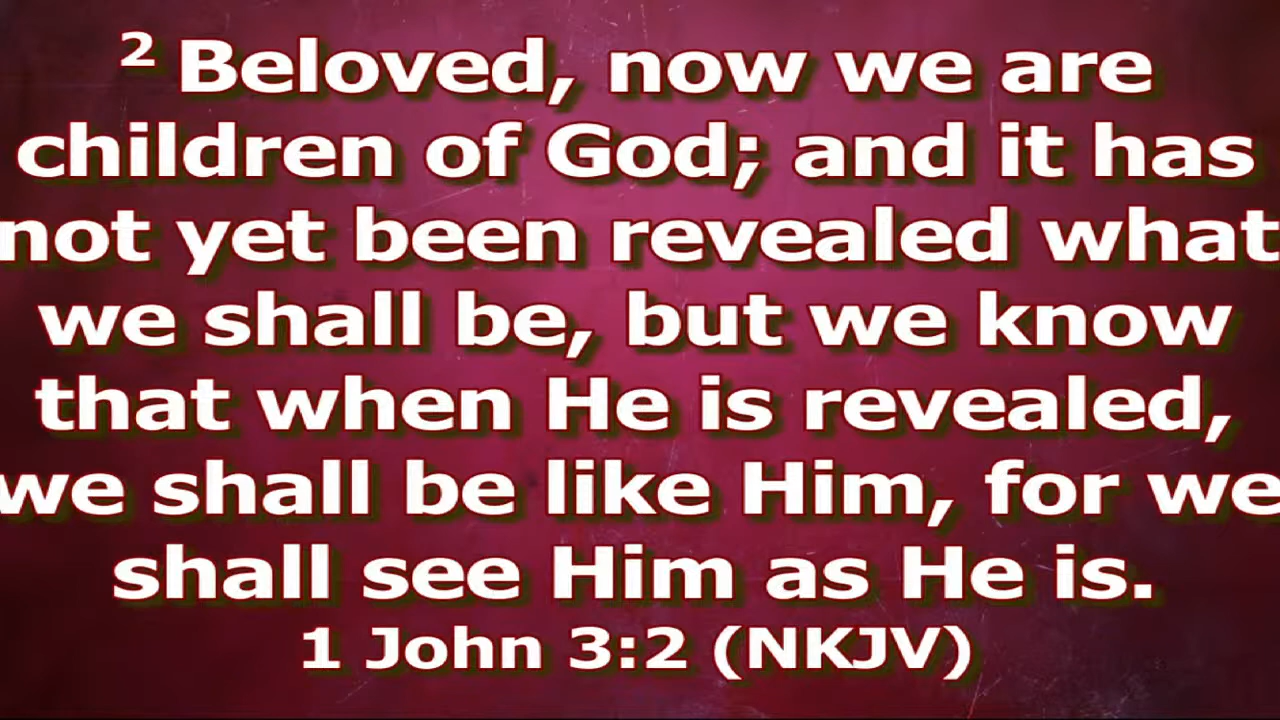 ² Beloved, now we are
children of God; and it has
not yet been revealed what
we shall be, but we know
that when He is revealed,
we shall be like Him, for we
shall see Him as He is.
1 John 3:2 (NKJV)